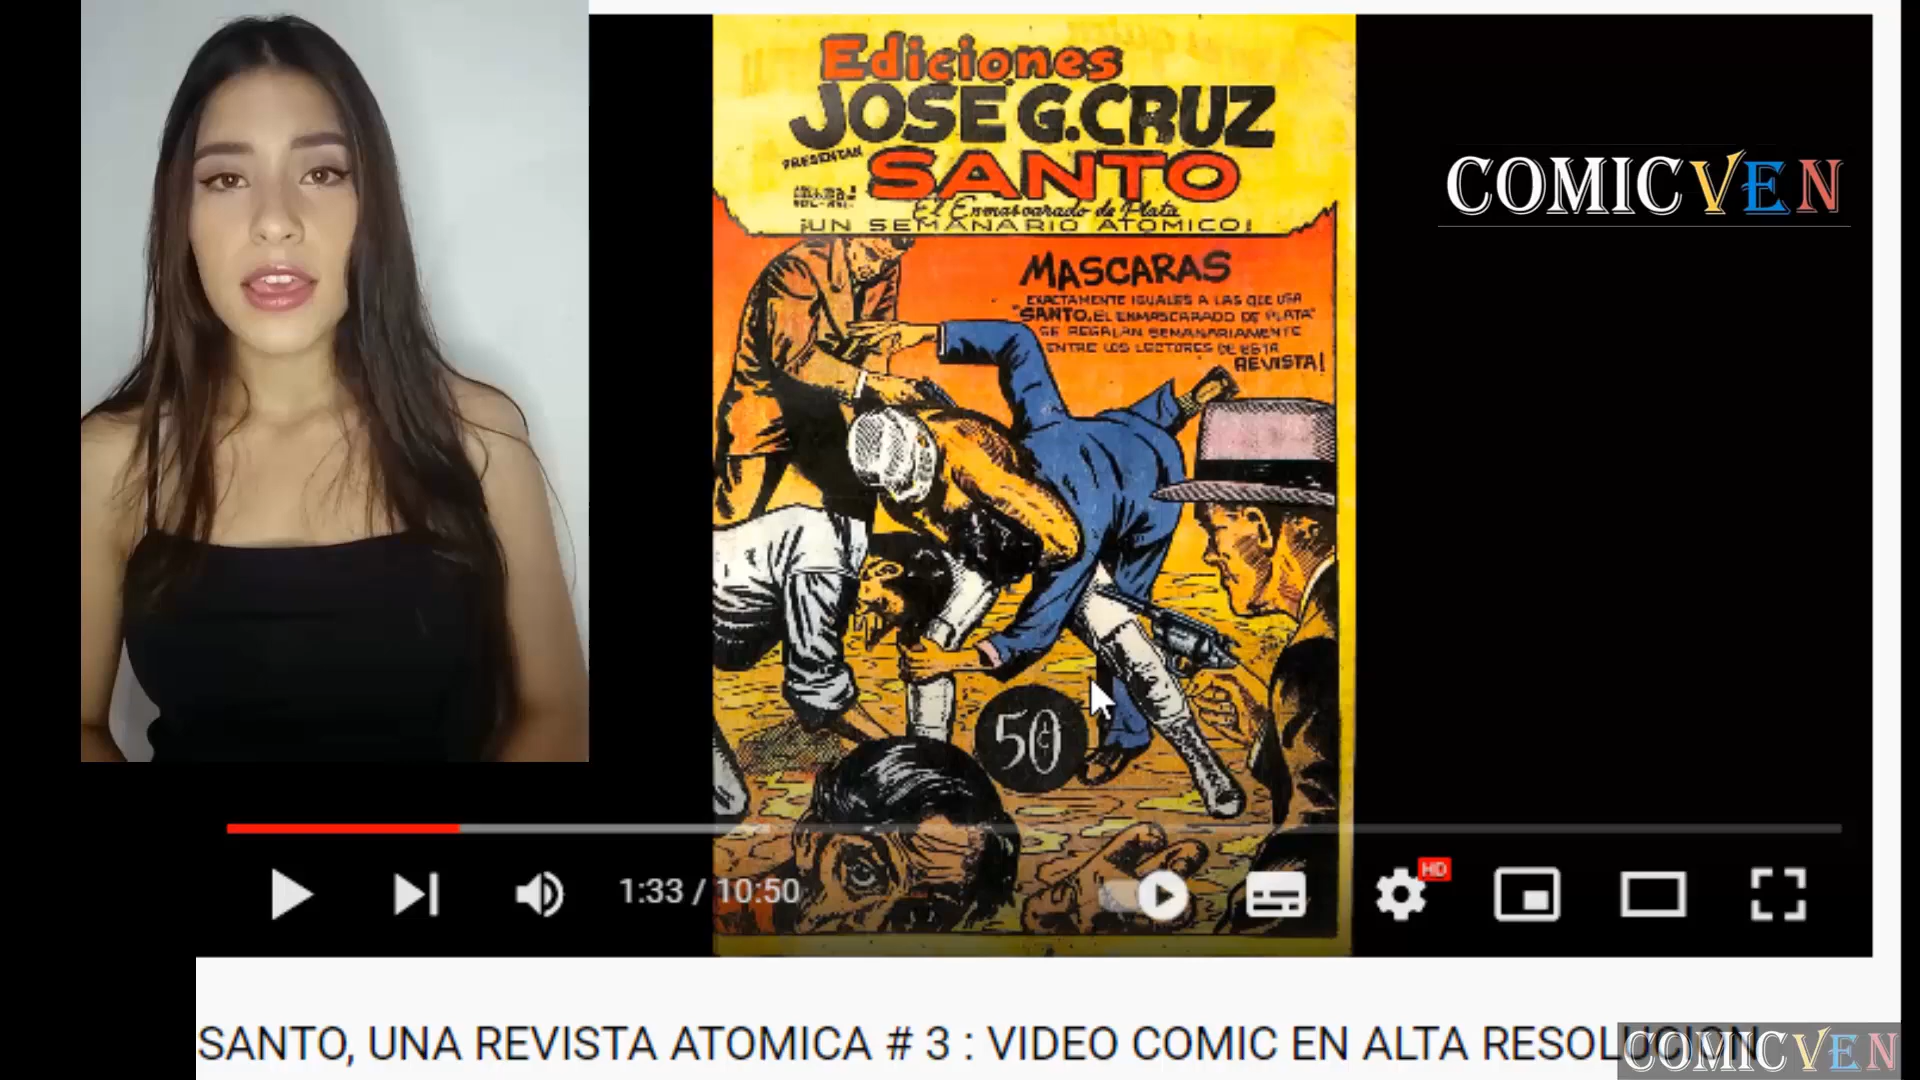 Ediciones
JOSE G. CRUZ
PRESENTAN
SANTO
El Enmascarado de Plata
¡UN SEMANARIO ATOMICO!
MASCARAS
EXACTAMENTE IGUALES A LAS QUE USA
"SANTO, EL ENMASCARADO DE PLATA"
SE REGALAN SEMANARIAMENTE
ENTRE LOS LECTORES DE ESTA
REVISTA!
50¢
COMICVEN
1:33 / 10:50
HD
SANTO, UNA REVISTA ATOMICA # 3 : VIDEO COMIC EN ALTA RESOLUCION
COMICVEN